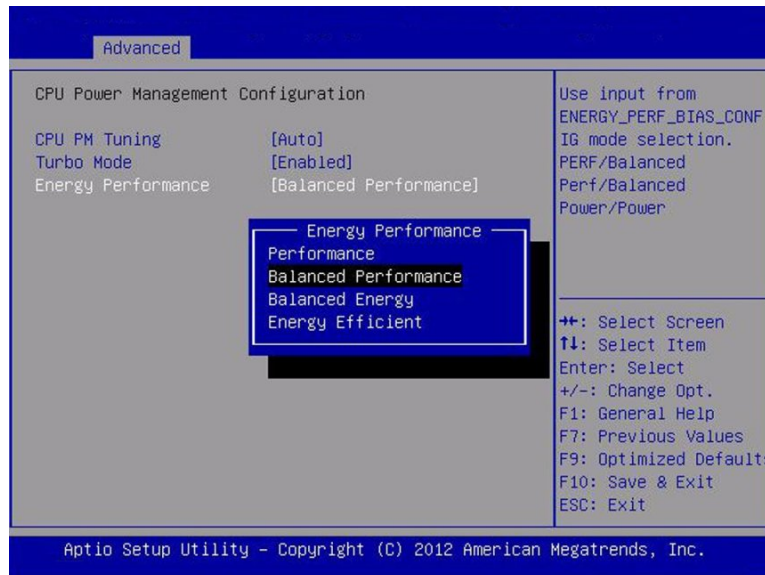 Advanced
CPU Power Management Configuration
CPU PM Tuning [Auto]
Turbo Mode [Enabled]
Energy Performance [Balanced Performance]
Energy Performance
Performance
Balanced Performance
Balanced Energy
Energy Efficient
Use input from
ENERGY_PERF_BIAS_CONF
IG mode selection.
PERF/Balanced
Perf/Balanced
Power/Power
→←: Select Screen
↑↓: Select Item
Enter: Select
+/-: Change Opt.
F1: General Help
F7: Previous Values
F9: Optimized Default
F10: Save & Exit
ESC: Exit
Aptio Setup Utility - Copyright (C) 2012 American Megatrends, Inc.